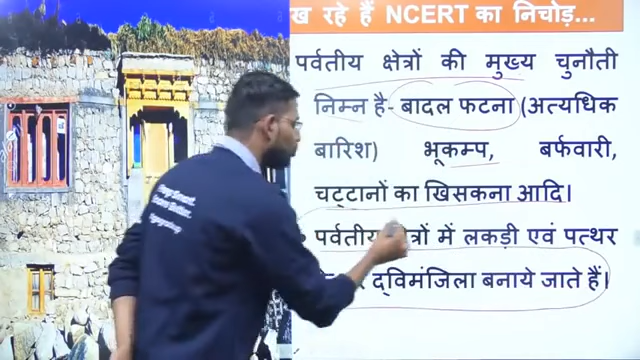 ख रहे हैं NCERT का निचोड़...
पर्वतीय क्षेत्रों की मुख्य चुनौती
निम्न है- बादल फटना (अत्यधिक
बारिश) भूकम्प, बर्फवारी,
चट्टानों का खिसकना आदि।
पर्वतीय में लकड़ी एवं पत्थर
द्विमंजिला बनाये जाते हैं।